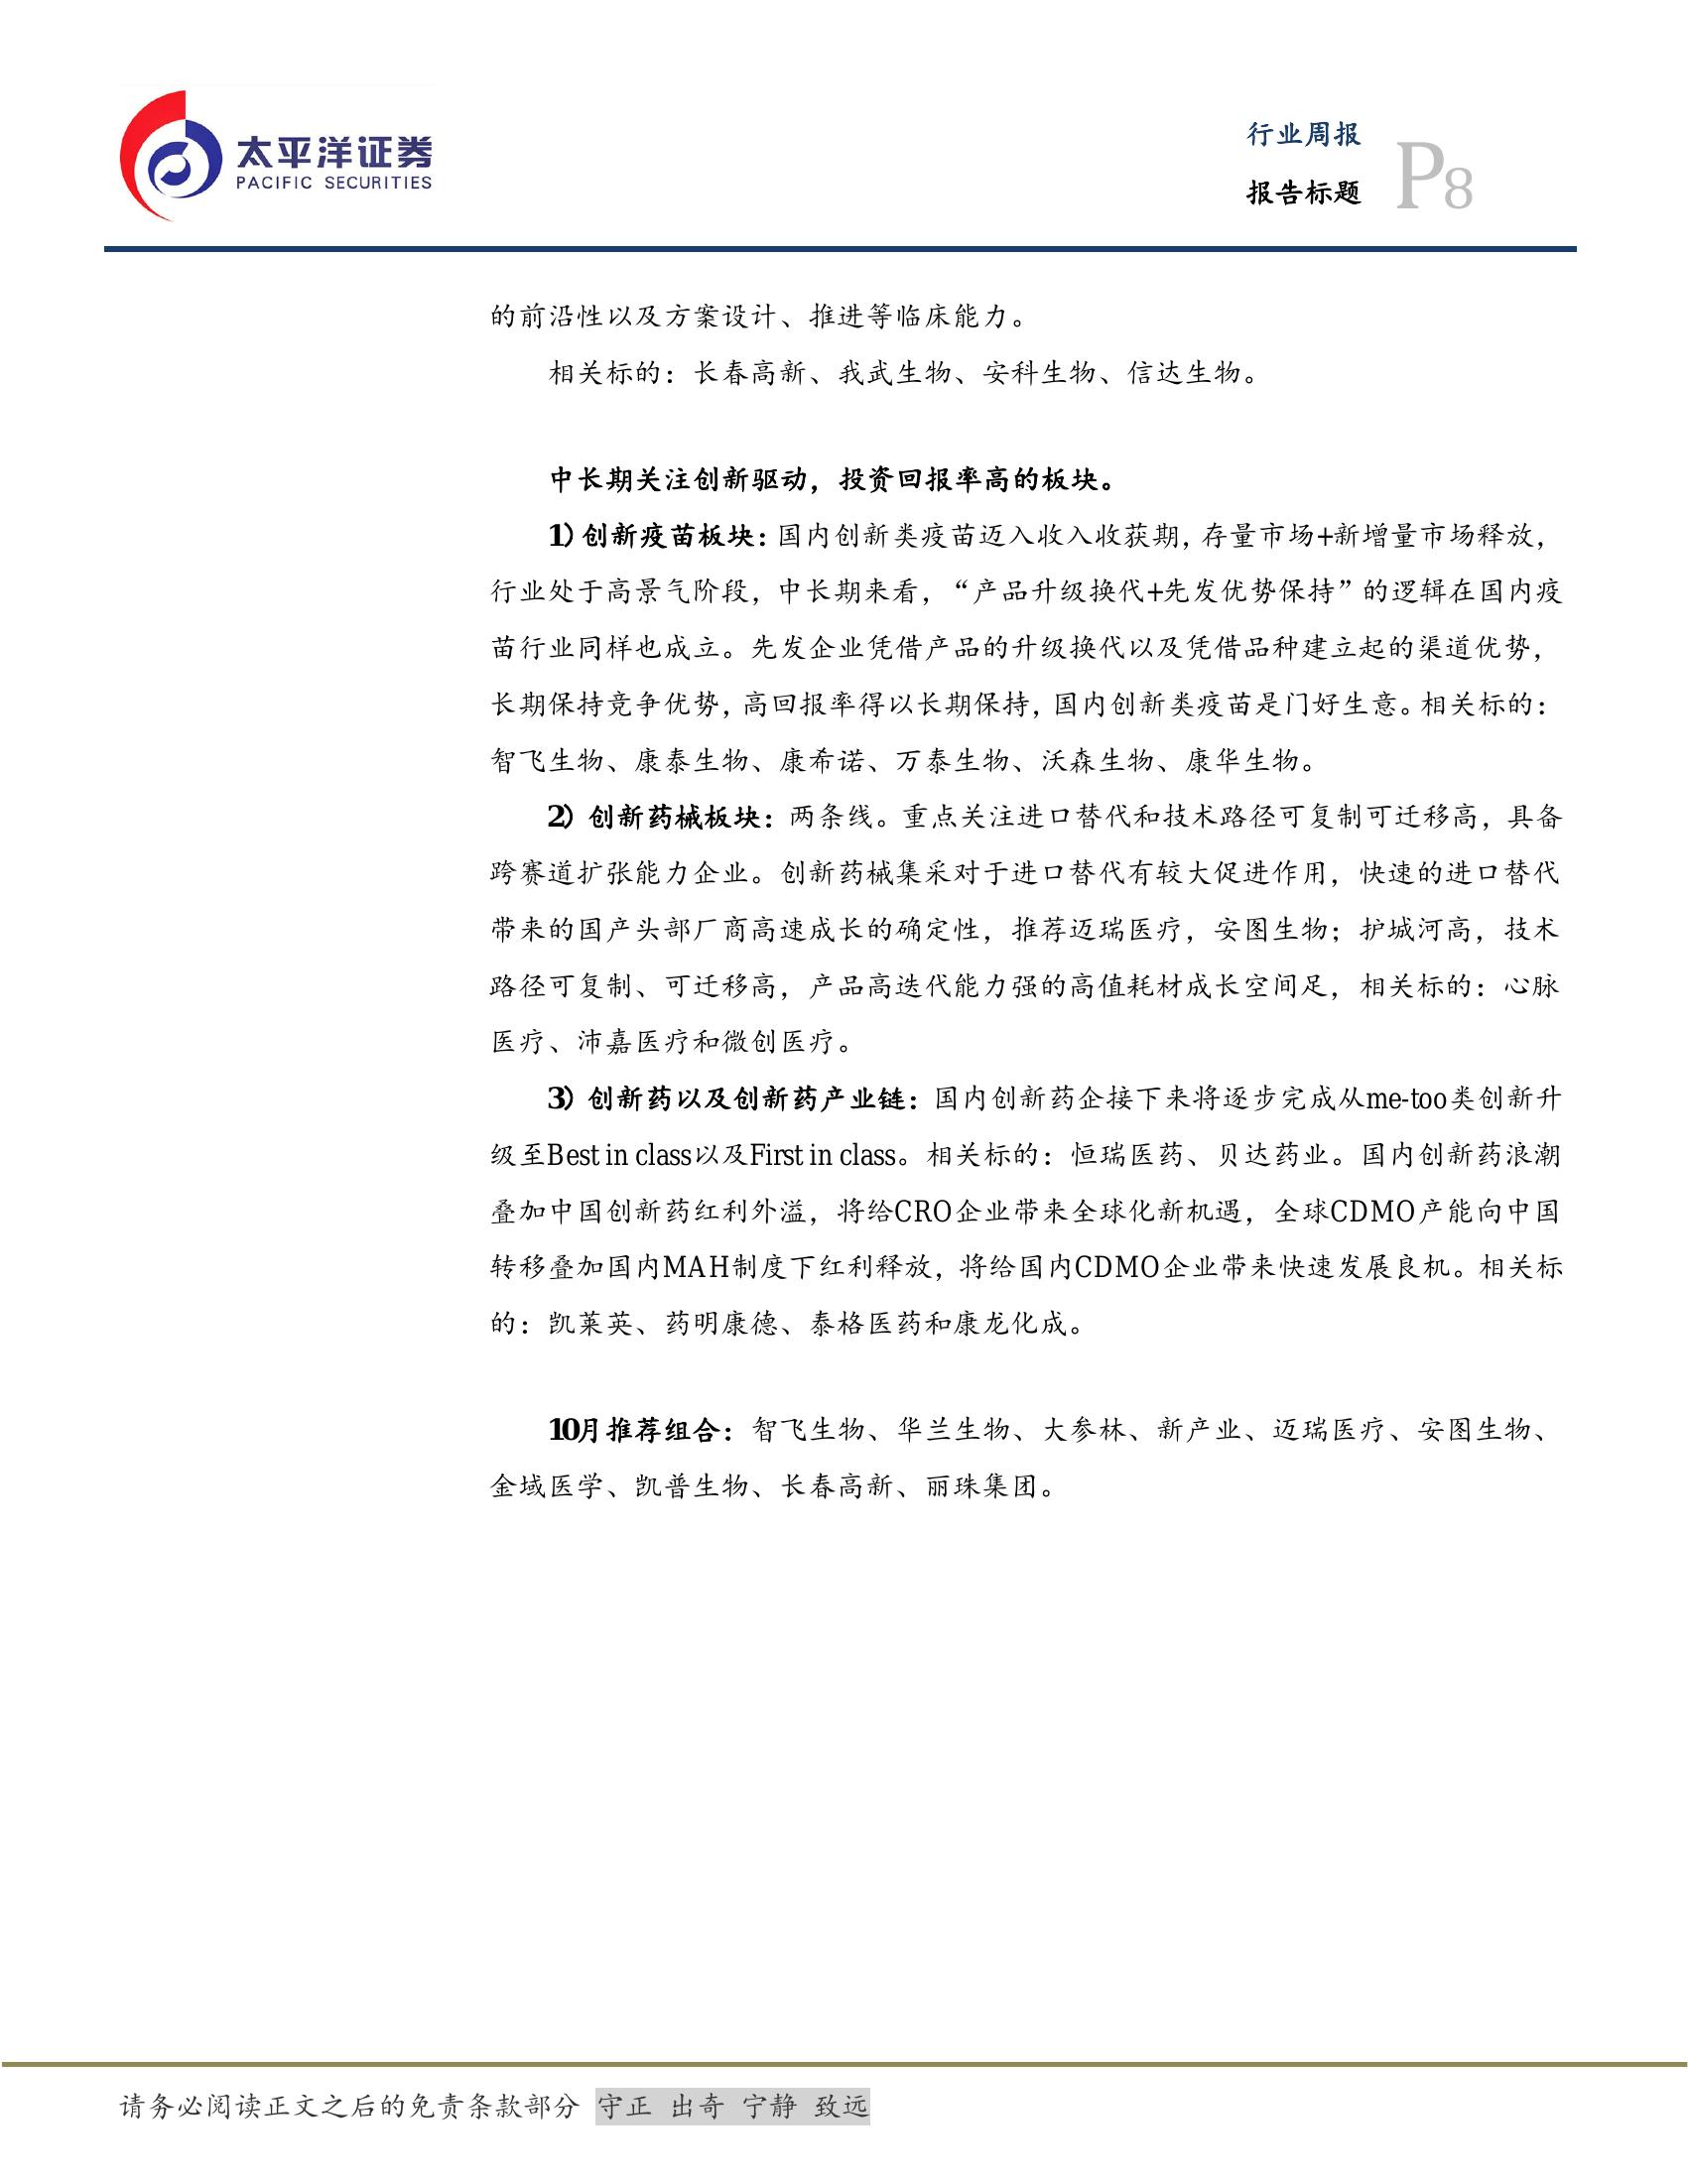 太平洋证券
PACIFIC SECURITIES
行业周报
报告标题
P8
的前沿性以及方案设计、推进等临床能力。
相关标的：长春高新、我武生物、安科生物、信达生物。
中长期关注创新驱动，投资回报率高的板块。
1）创新疫苗板块：国内创新类疫苗迈入收入收获期，存量市场+新增量市场释放，
行业处于高景气阶段，中长期来看，“产品升级换代+先发优势保持”的逻辑在国内疫
苗行业同样也成立。先发企业凭借产品的升级换代以及凭借品种建立起的渠道优势，
长期保持竞争优势，高回报率得以长期保持，国内创新类疫苗是门好生意。相关标的：
智飞生物、康泰生物、康希诺、万泰生物、沃森生物、康华生物。
2）创新药械板块：两条线。重点关注进口替代和技术路径可复制可迁移高，具备
跨赛道扩张能力企业。创新药械集采对于进口替代有较大促进作用，快速的进口替代
带来的国产头部厂商高速成长的确定性，推荐迈瑞医疗，安图生物；护城河高，技术
路径可复制、可迁移高，产品高迭代能力强的高值耗材成长空间足，相关标的：心脉
医疗、沛嘉医疗和微创医疗。
3）创新药以及创新药产业链：国内创新药企接下来将逐步完成从me-too类创新升
级至Best in class以及First in class。相关标的：恒瑞医药、贝达药业。国内创新药浪潮
叠加中国创新药红利外溢，将给CRO企业带来全球化新机遇，全球CDMO产能向中国
转移叠加国内MAH制度下红利释放，将给国内CDMO企业带来快速发展良机。相关标
的：凯莱英、药明康德、泰格医药和康龙化成。
10月推荐组合：智飞生物、华兰生物、大参林、新产业、迈瑞医疗、安图生物、
金域医学、凯普生物、长春高新、丽珠集团。
请务必阅读正文之后的免责条款部分 守正 出奇 宁静 致远